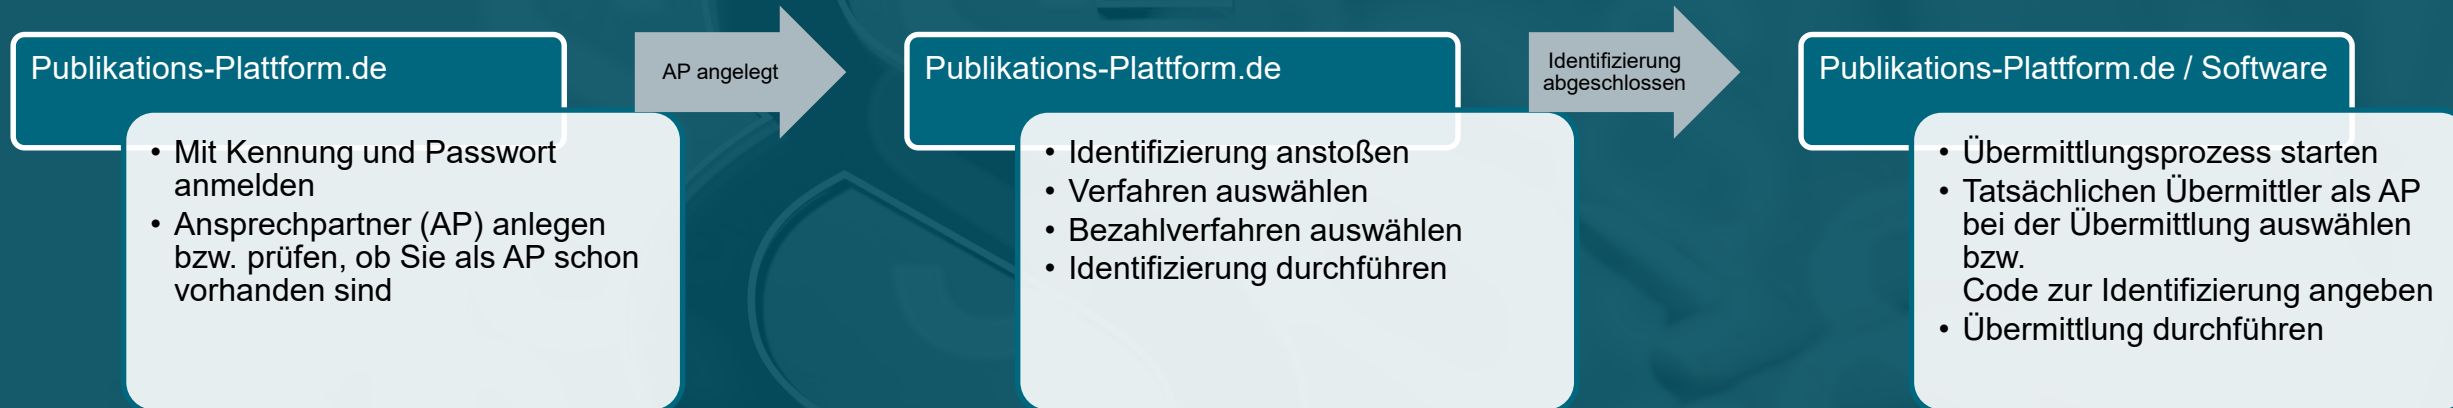 Publikations-Plattform.de
• Mit Kennung und Passwort
anmelden
• Ansprechpartner (AP) anlegen
bzw. prüfen, ob Sie als AP schon
vorhanden sind
AP angelegt
Publikations-Plattform.de
• Identifizierung anstoßen
• Verfahren auswählen
• Bezahlverfahren auswählen
• Identifizierung durchführen
Identifizierung
abgeschlossen
Publikations-Plattform.de / Software
• Übermittlungsprozess starten
• Tatsächlichen Übermittler als AP
bei der Übermittlung auswählen
bzw.
Code zur Identifizierung angeben
• Übermittlung durchführen